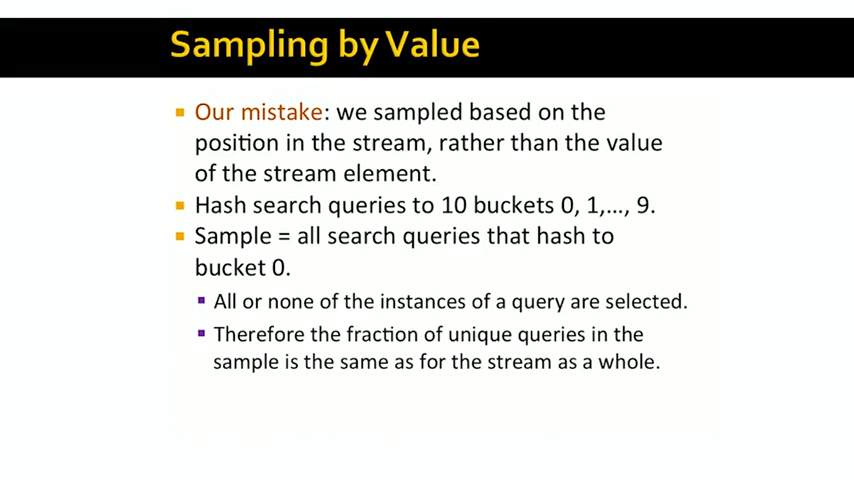 Sampling by Value
Our mistake: we sampled based on the
position in the stream, rather than the value
of the stream element.
Hash search queries to 10 buckets 0, 1,…, 9.
Sample = all search queries that hash to
bucket 0.
All or none of the instances of a query are selected.
Therefore the fraction of unique queries in the
sample is the same as for the stream as a whole.